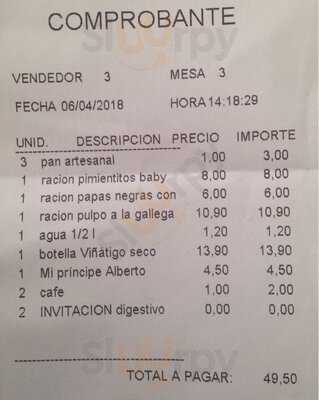 COMPROBANTE
VENDEDOR 3 MESA 3
FECHA 06/04/2018 HORA 14:18:29
UNID. DESCRIPCION PRECIO IMPORTE
3 pan artesanal 1,00 3,00
1 racion pimientitos baby 8,00 8,00
1 racion papas negras con 6,00 6,00
1 racion pulpo a la gallega 10,90 10,90
1 agua 1/2 l 1,20 1,20
1 botella Viñátigo seco 13,90 13,90
1 Mi príncipe Alberto 4,50 4,50
2 cafe 1,00 2,00
2 INVITACION digestivo 0,00 0,00
TOTAL A PAGAR: 49,50